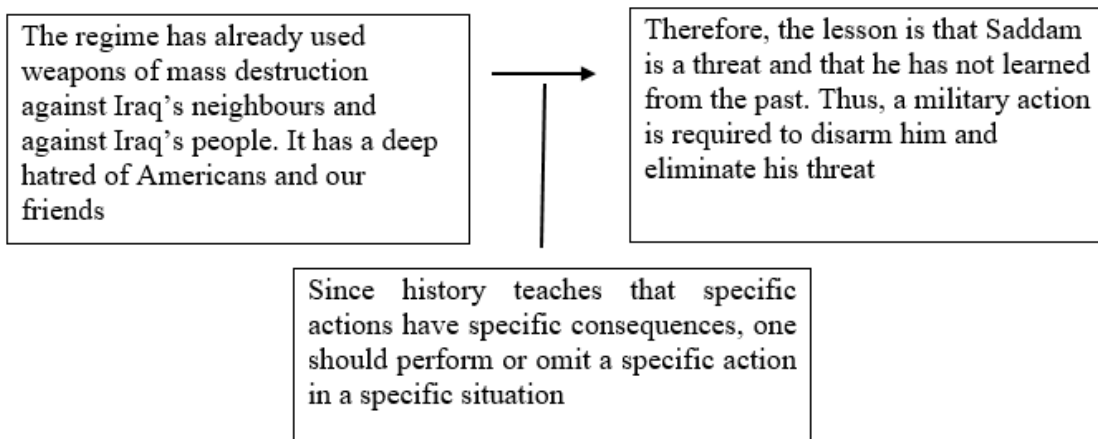 The regime has already used
weapons of mass destruction
against Iraq’s neighbours and
against Iraq’s people. It has a deep
hatred of Americans and our
friends
Therefore, the lesson is that Saddam
is a threat and that he has not learned
from the past. Thus, a military action
is required to disarm him and
eliminate his threat
Since history teaches that specific
actions have specific consequences, one
should perform or omit a specific action
in a specific situation